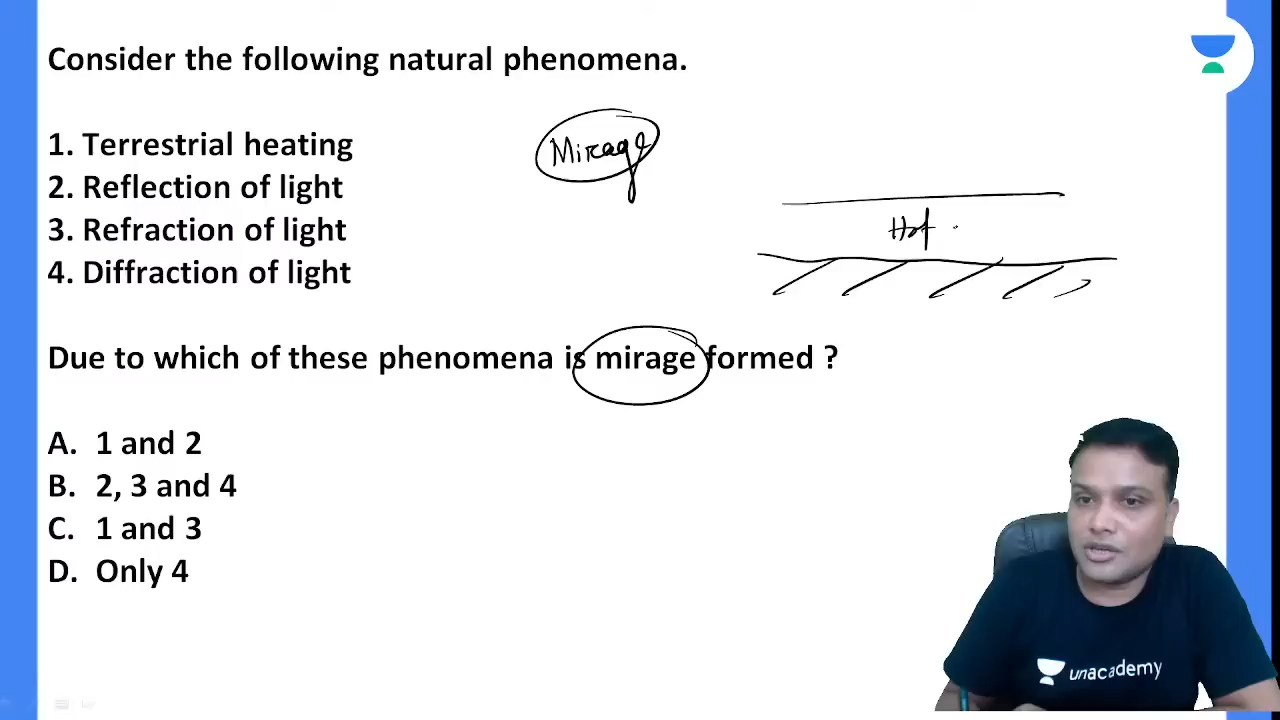 Consider the following natural phenomena.
1. Terrestrial heating
Mirage
2. Reflection of light
3. Refraction of light
Hot
4. Diffraction of light
Due to which of these phenomena is mirage formed ?
A. 1 and 2
B. 2, 3 and 4
C. 1 and 3
D. Only 4
unacademy